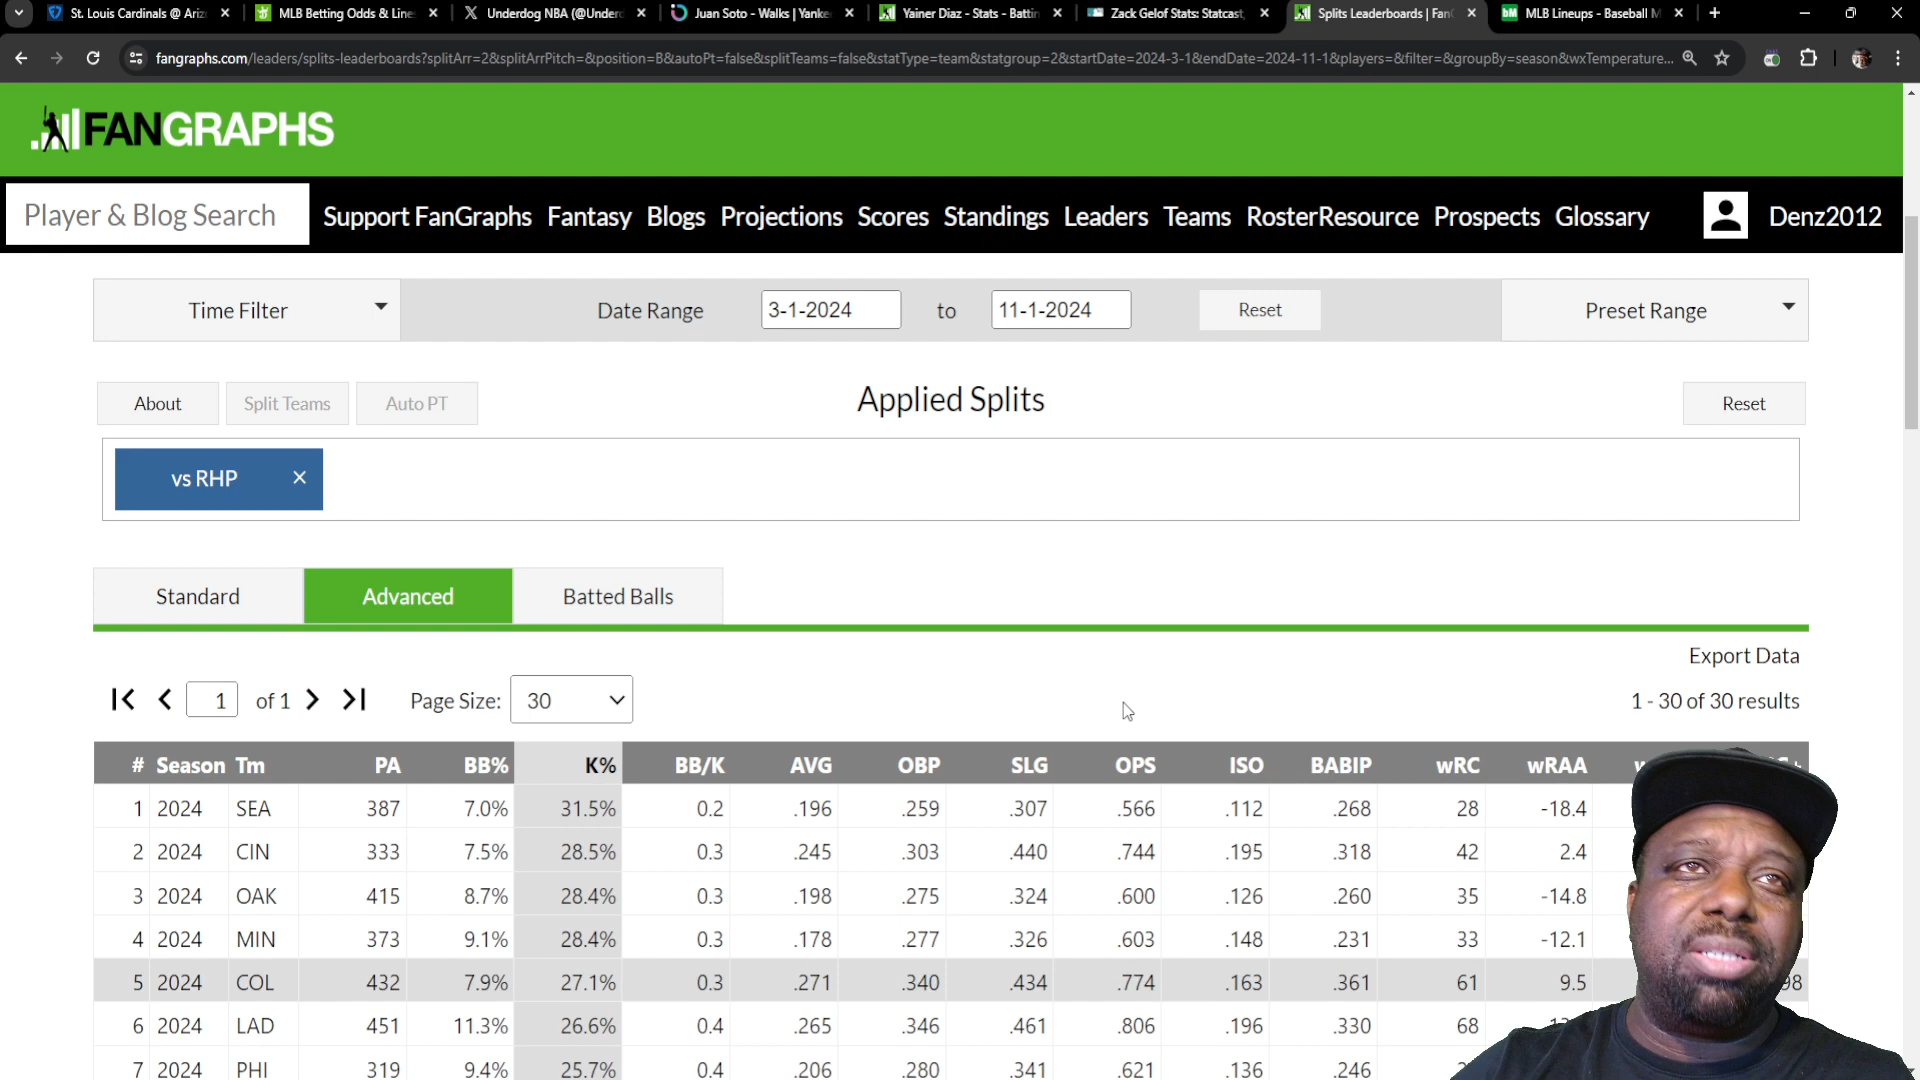 St. Louis Cardinals @ Ariz
MLB Betting Odds & Line
Underdog NBA (@Under
Juan Soto - Walks | Yanke
Yainer Diaz - Stats - Battin
Zack Gelof Stats: Statcast,
Splits Leaderboards | Fan
MLB Lineups - Baseball M
fangraphs.com/leaders/splits-leaderboards?splitArr=2&splitArrPitch=&position=B&autoPt=false&splitTeams=false&statType=team&statgroup=2&startDate=2024-3-1&endDate=2024-11-1&players=&filter=&groupBy=season&wxTemperature...
FANGRAPHS
Player & Blog Search Support FanGraphs Fantasy Blogs Projections Scores Standings Leaders Teams RosterResource Prospects Glossary Denz2012
Time Filter Date Range 3-1-2024 to 11-1-2024 Reset Preset Range
About Split Teams Auto PT Applied Splits Reset
vs RHP ×
Standard Advanced Batted Balls
Export Data
1 of 1 Page Size: 30 1 - 30 of 30 results
# Season Tm PA BB% K% BB/K AVG OBP SLG OPS ISO BABIP wRC wRAA
1 2024 SEA 387 7.0% 31.5% 0.2 .196 .259 .307 .566 .112 .268 28 -18.4
2 2024 CIN 333 7.5% 28.5% 0.3 .245 .303 .440 .744 .195 .318 42 2.4
3 2024 OAK 415 8.7% 28.4% 0.3 .198 .275 .324 .600 .126 .260 35 -14.8
4 2024 MIN 373 9.1% 28.4% 0.3 .178 .277 .326 .603 .148 .231 33 -12.1
5 2024 COL 432 7.9% 27.1% 0.3 .271 .340 .434 .774 .163 .361 61 9.5 98
6 2024 LAD 451 11.3% 26.6% 0.4 .265 .346 .461 .806 .196 .330 68
7 2024 PHI 319 9.4% 25.7% 0.4 .206 .280 .341 .621 .136 .246